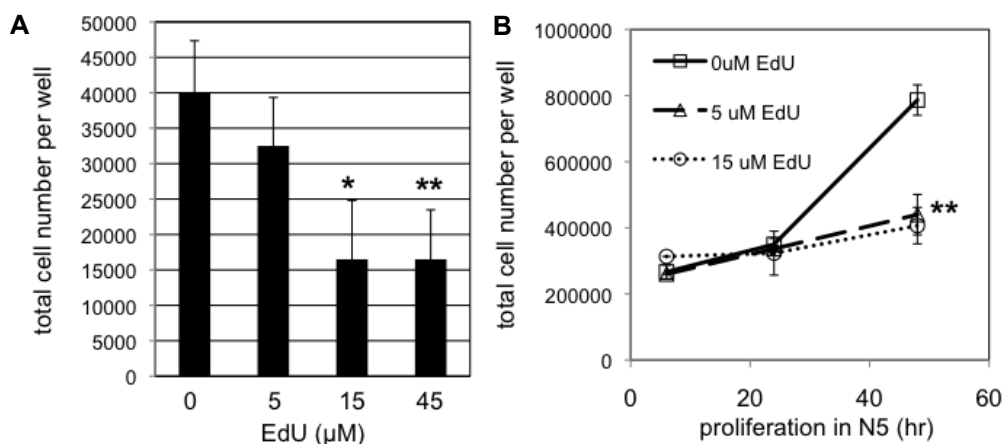 A
total cell number per well
50000
45000
40000
35000
30000
25000
20000
15000
10000
5000
0
* **
0 5 15 45
EdU (µM)
B
total cell number per well
1000000
800000
600000
400000
200000
0
0uM EdU
5 uM EdU
15 uM EdU
**
0 20 40 60
proliferation in N5 (hr)